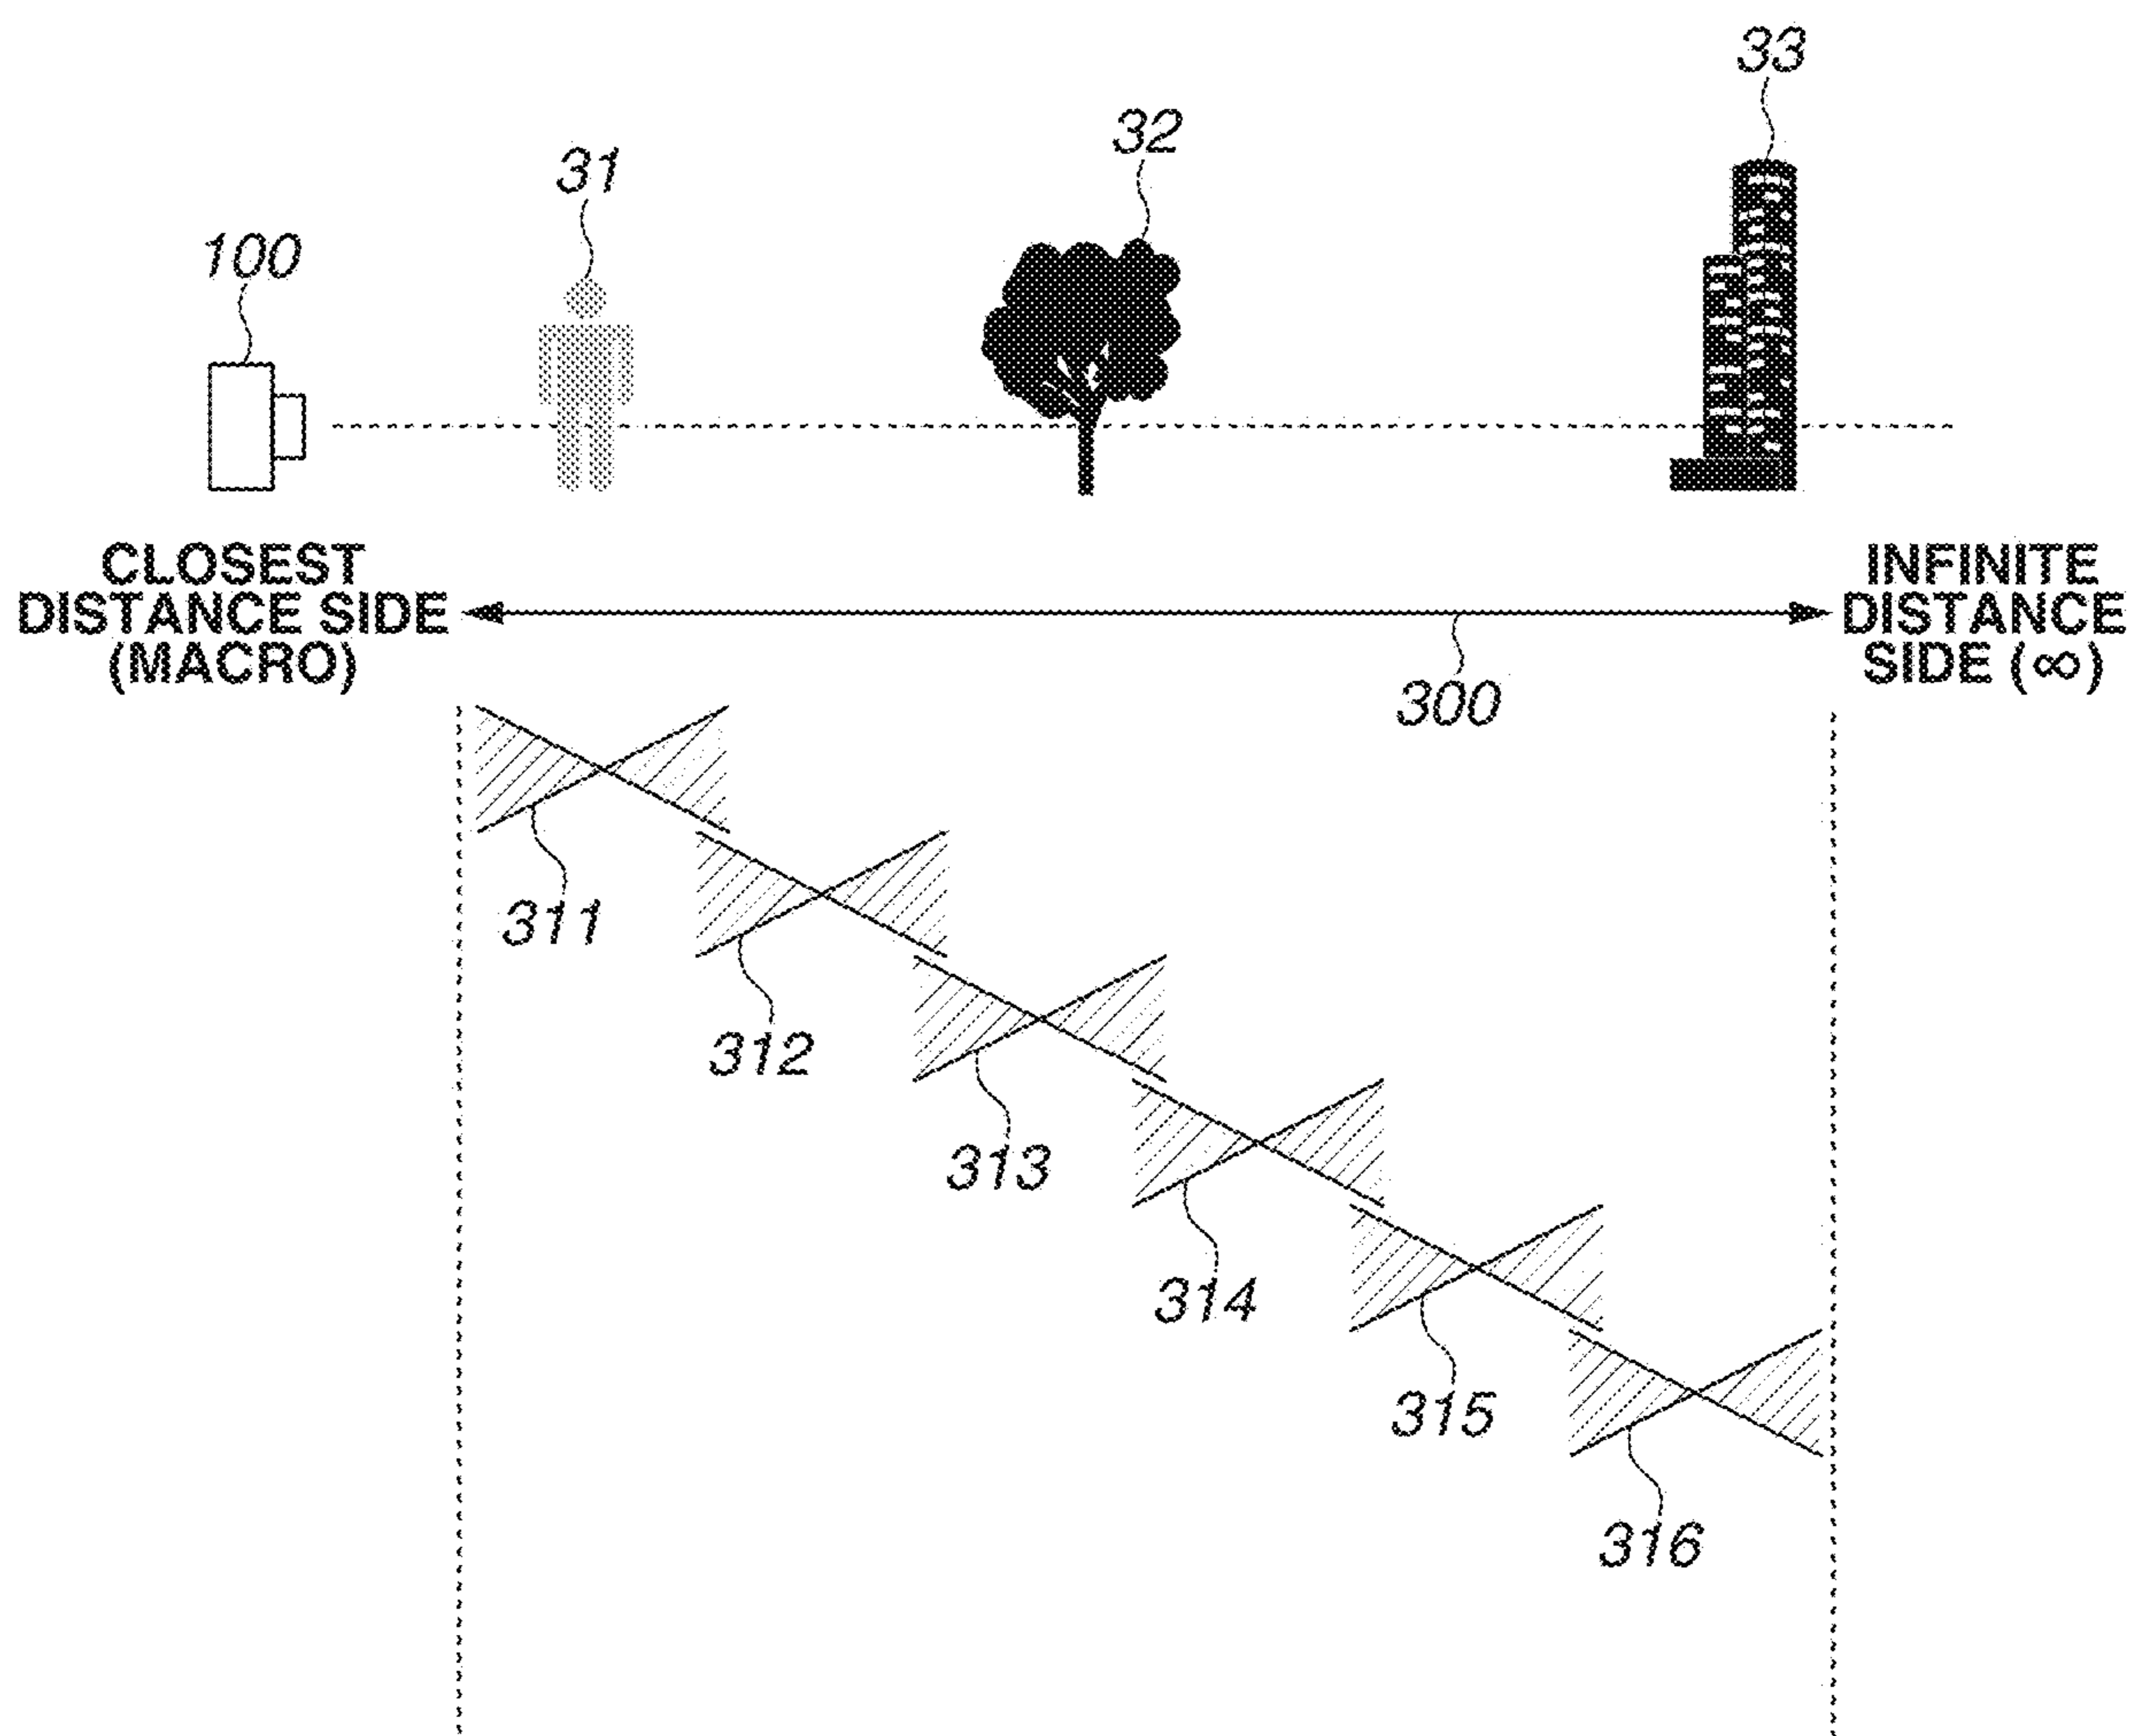 33
32
31
100
CLOSEST
DISTANCE SIDE
(MACRO)
INFINITE
DISTANCE
SIDE (∞)
300
311
312
313
314
315
316